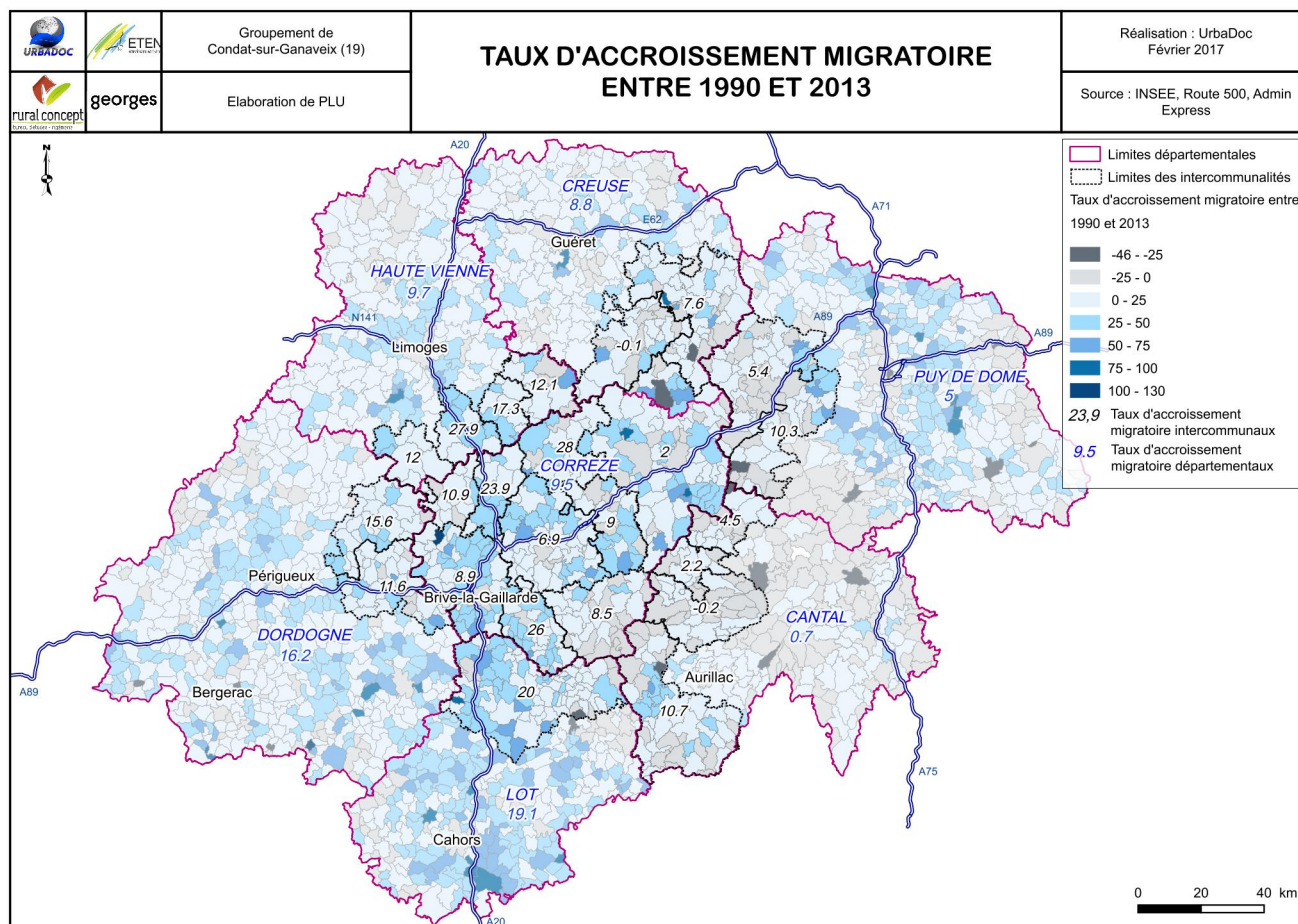 URBADOC
ETEN
Groupement de
Condat-sur-Ganaveix (19)
rural concept
georges
Elaboration de PLU
TAUX D'ACCROISSEMENT MIGRATOIRE
ENTRE 1990 ET 2013
Réalisation : UrbaDoc
Février 2017
Source : INSEE, Route 500, Admin
Express
N
Limites départementales
Limites des intercommunalités
Taux d'accroissement migratoire entre
1990 et 2013
-46 - -25
-25 - 0
0 - 25
25 - 50
50 - 75
75 - 100
100 - 130
23,9 Taux d'accroissement
migratoire intercommunaux
9.5 Taux d'accroissement
migratoire départementaux
A20
CREUSE
8.8
A71
E62
Guéret
HAUTE VIENNE
9.7
7.6
N141
A89
A89
Limoges
-0.1
5.4
PUY DE DOME
5
12.1
17.3
27.9
10.3
28
2
12
CORREZE
9.5
10.9
23.9
15.6
9
4.5
6.9
2.2
Périgueux
11.6
8.9
Brive-la-Gaillarde
8.5
-0.2
CANTAL
0.7
DORDOGNE
16.2
26
A89
Bergerac
20
Aurillac
10.7
A75
LOT
19.1
Cahors
A20
0 20 40 km